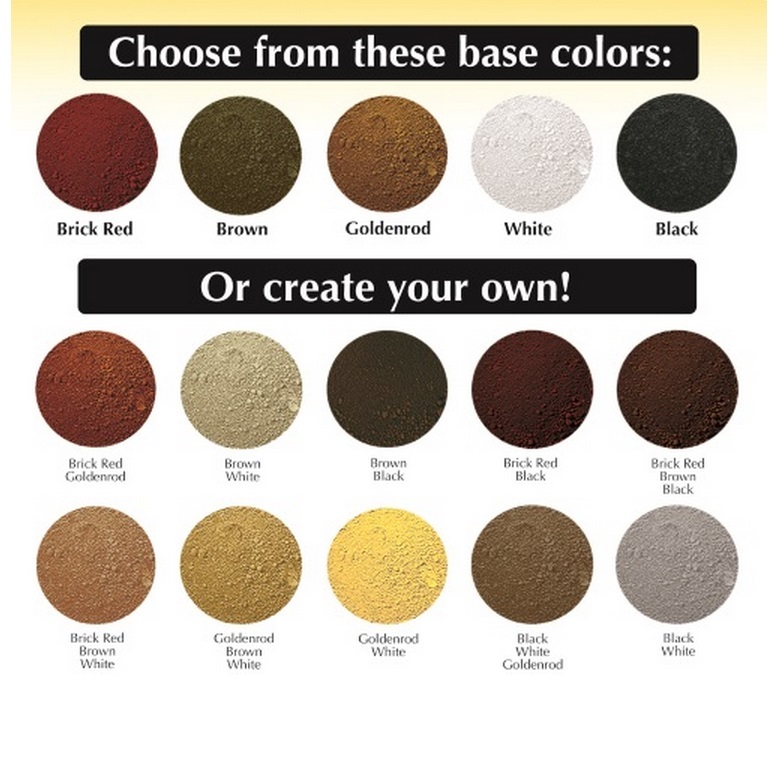 Choose from these base colors:
Brick Red
Brown
Goldenrod
White
Black
Or create your own!
Brick Red
Goldenrod
Brown
White
Brown
Black
Brick Red
Black
Brick Red
Brown
Black
Brick Red
Brown
White
Goldenrod
Brown
White
Goldenrod
White
Black
White
Goldenrod
Black
White